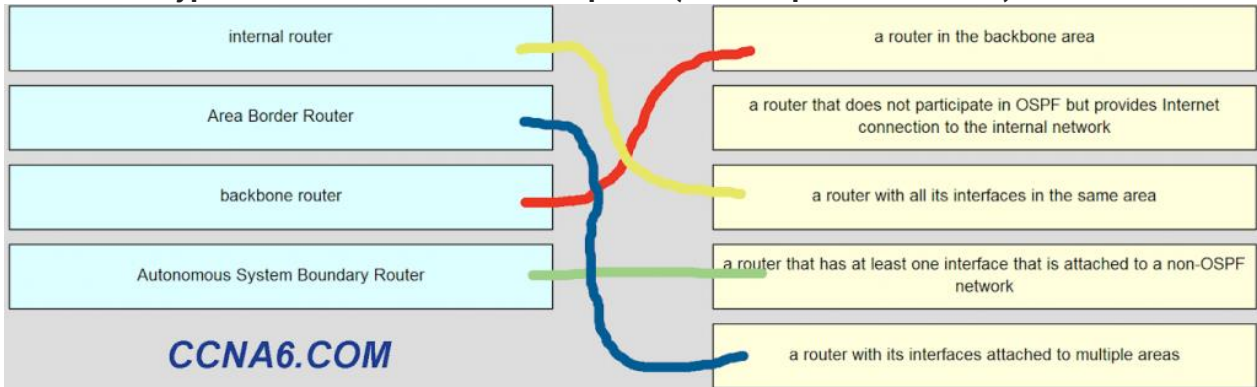 internal router
a router in the backbone area
Area Border Router
a router that does not participate in OSPF but provides Internet
connection to the internal network
backbone router
a router with all its interfaces in the same area
Autonomous System Boundary Router
a router that has at least one interface that is attached to a non-OSPF
network
CCNA6.COM
a router with its interfaces attached to multiple areas